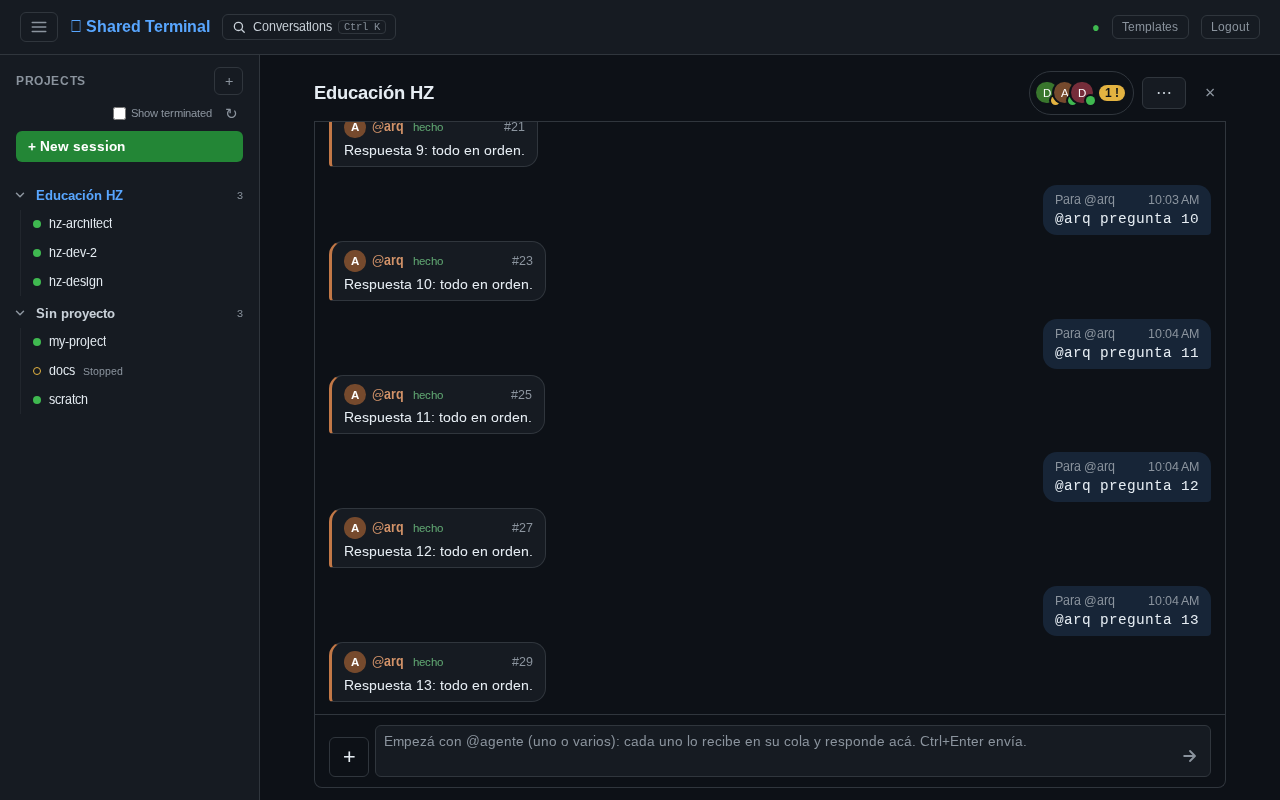 Shared Terminal
Conversations Ctrl K
Templates
Logout
PROJECTS
+
Show terminated
+ New session
Educación HZ 3
hz-architect
hz-dev-2
hz-design
Sin proyecto 3
my-project
docs Stopped
scratch
Educación HZ
D A D 1 !
⋯
×
A @arq hecho #21
Respuesta 9: todo en orden.
Para @arq 10:03 AM
@arq pregunta 10
A @arq hecho #23
Respuesta 10: todo en orden.
Para @arq 10:04 AM
@arq pregunta 11
A @arq hecho #25
Respuesta 11: todo en orden.
Para @arq 10:04 AM
@arq pregunta 12
A @arq hecho #27
Respuesta 12: todo en orden.
Para @arq 10:04 AM
@arq pregunta 13
A @arq hecho #29
Respuesta 13: todo en orden.
+
Empezá con @agente (uno o varios): cada uno lo recibe en su cola y responde acá. Ctrl+Enter envía.